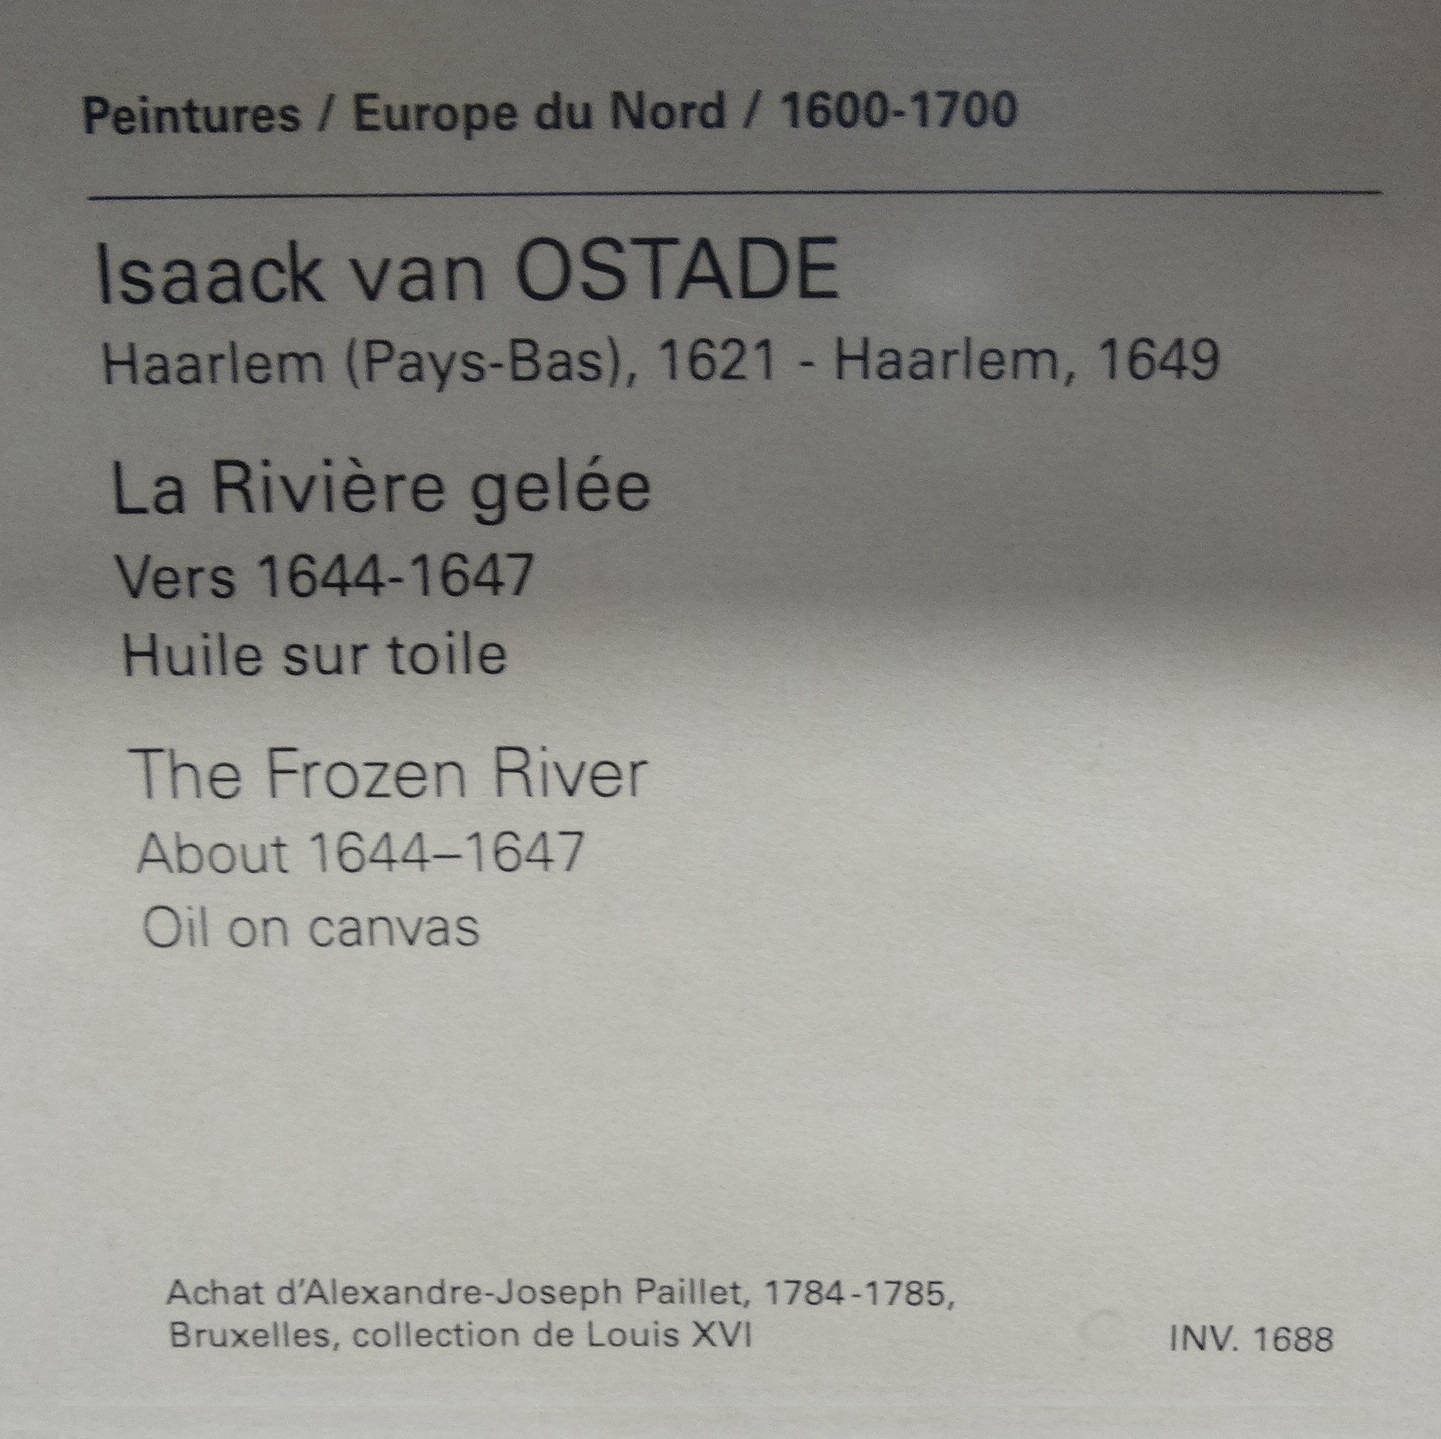 Peintures / Europe du Nord / 1600-1700
Isaack van OSTADE
Haarlem (Pays-Bas), 1621 - Haarlem, 1649
La Rivière gelée
Vers 1644-1647
Huile sur toile
The Frozen River
About 1644–1647
Oil on canvas
Achat d’Alexandre-Joseph Paillet, 1784-1785,
Bruxelles, collection de Louis XVI
INV. 1688